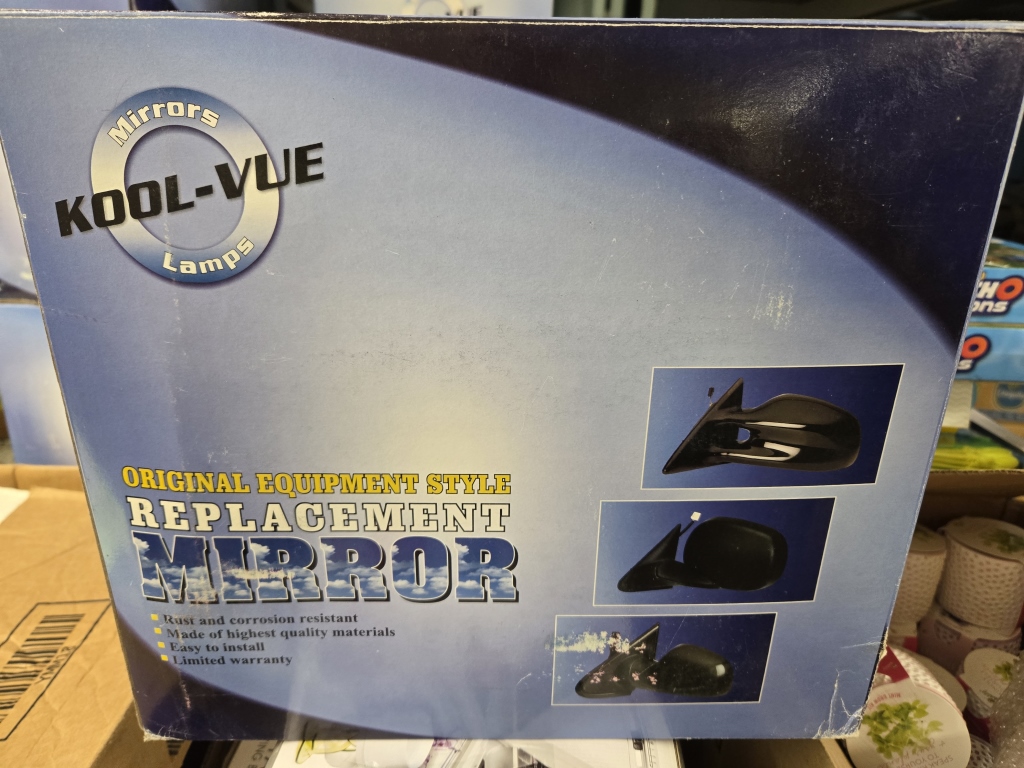 Mirrors
KOOL-VUE
Lamps
ORIGINAL EQUIPMENT STYLE
REPLACEMENT
MIRROR
Rust and corrosion resistant
Made of highest quality materials
Easy to install
Limited warranty